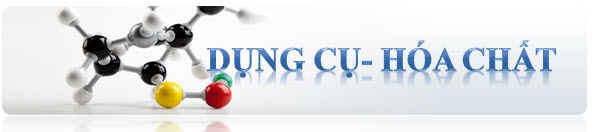 DỤNG CỤ- HÓA CHẤT